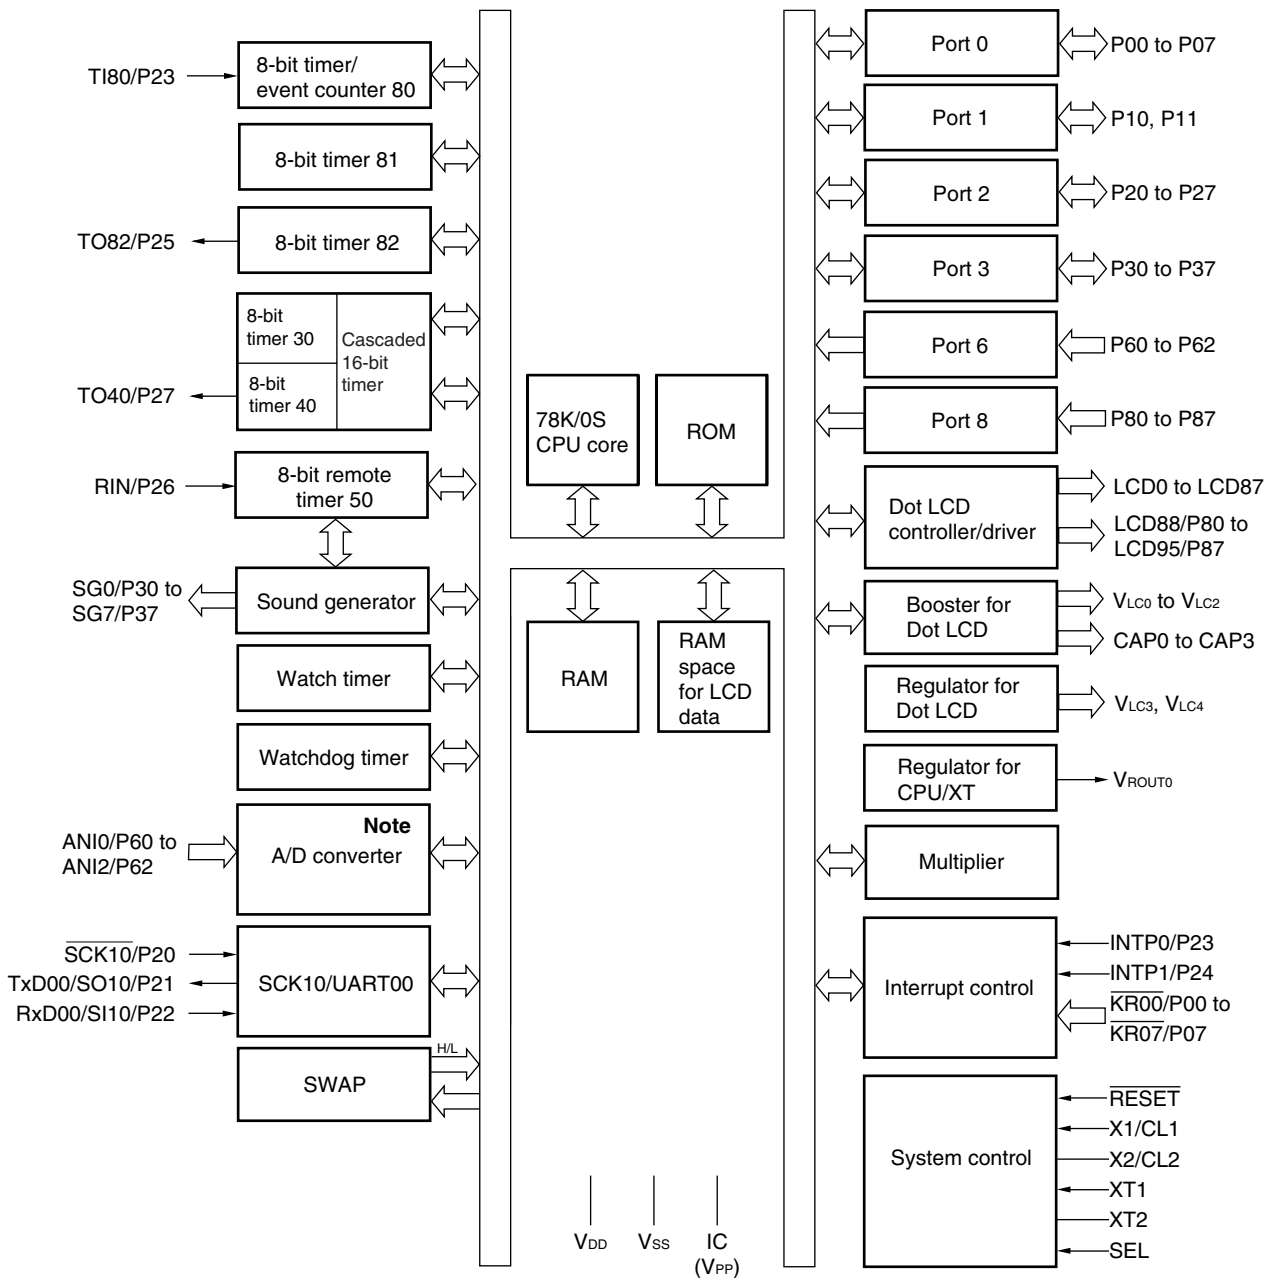 TI80/P23
8-bit timer/
event counter 80
8-bit timer 81
TO82/P25
8-bit timer 82
8-bit
timer 30
Cascaded
16-bit
timer
TO40/P27
8-bit
timer 40
RIN/P26
8-bit remote
timer 50
SG0/P30 to
SG7/P37
Sound generator
Watch timer
Watchdog timer
ANI0/P60 to
ANI2/P62
Note
A/D converter
SCK10/P20
TxD00/SO10/P21
RxD00/SI10/P22
SCK10/UART00
SWAP
H/L
78K/0S
CPU core
ROM
RAM
RAM
space
for LCD
data
VDD
VSS
IC
(VPP)
Port 0
P00 to P07
Port 1
P10, P11
Port 2
P20 to P27
Port 3
P30 to P37
Port 6
P60 to P62
Port 8
P80 to P87
Dot LCD
controller/driver
LCD0 to LCD87
LCD88/P80 to
LCD95/P87
Booster for
Dot LCD
VLC0 to VLC2
CAP0 to CAP3
Regulator for
Dot LCD
VLC3, VLC4
Regulator for
CPU/XT
VROUT0
Multiplier
Interrupt control
INTP0/P23
INTP1/P24
KR00/P00 to
KR07/P07
System control
RESET
X1/CL1
X2/CL2
XT1
XT2
SEL